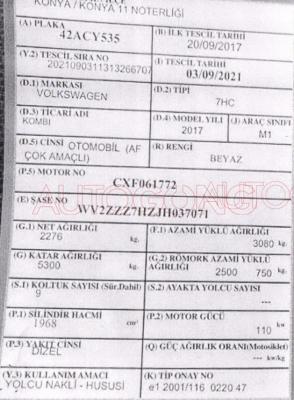 KONYA / KONYA 11 NOTERLİĞİ
(A) PLAKA
42ACY535
(B) İLK TESCİL TARİHİ
20/09/2017
(Y.2) TESCİL SIRA NO
2021090311313266707
(I) TESCİL TARİHİ
03/09/2021
(D.1) MARKASI
VOLKSWAGEN
(D.2) TİPİ
7HC
(D.3) TİCARİ ADI
KOMBI
(D.4) MODEL YILI
2017
(J) ARAÇ SINIFI
M1
(D.5) CİNSİ OTOMOBİL (AF
ÇOK AMAÇLI)
(R) RENGİ
BEYAZ
(P.5) MOTOR NO
CXF061772
(E) ŞASE NO
WV2ZZZ7HZJH037071
(G.1) NET AĞIRLIĞI
2276 kg.
(F.1) AZAMİ YÜKLÜ AĞIRLIĞI
3080 kg.
(G) KATAR AĞIRLIĞI
5300 kg.
(G.2) RÖMORK AZAMİ YÜKLÜ
AĞIRLIĞI 2500 750 kg.
(S.1) KOLTUK SAYISI (Sür.Dahil)
9
(S.2) AYAKTA YOLCU SAYISI
---
(P.1) SİLİNDİR HACMİ
1968 cm³
(P.2) MOTOR GÜCÜ
110 kw
(P.3) YAKIT CİNSİ
DİZEL
(Q) GÜÇ AĞIRLIK ORANI(Motosiklet)
---
(Y.3) KULLANIM AMACI
YOLCU NAKLİ - HUSUSİ
(K) TİP ONAY NO
e1 2001/116 0220 47